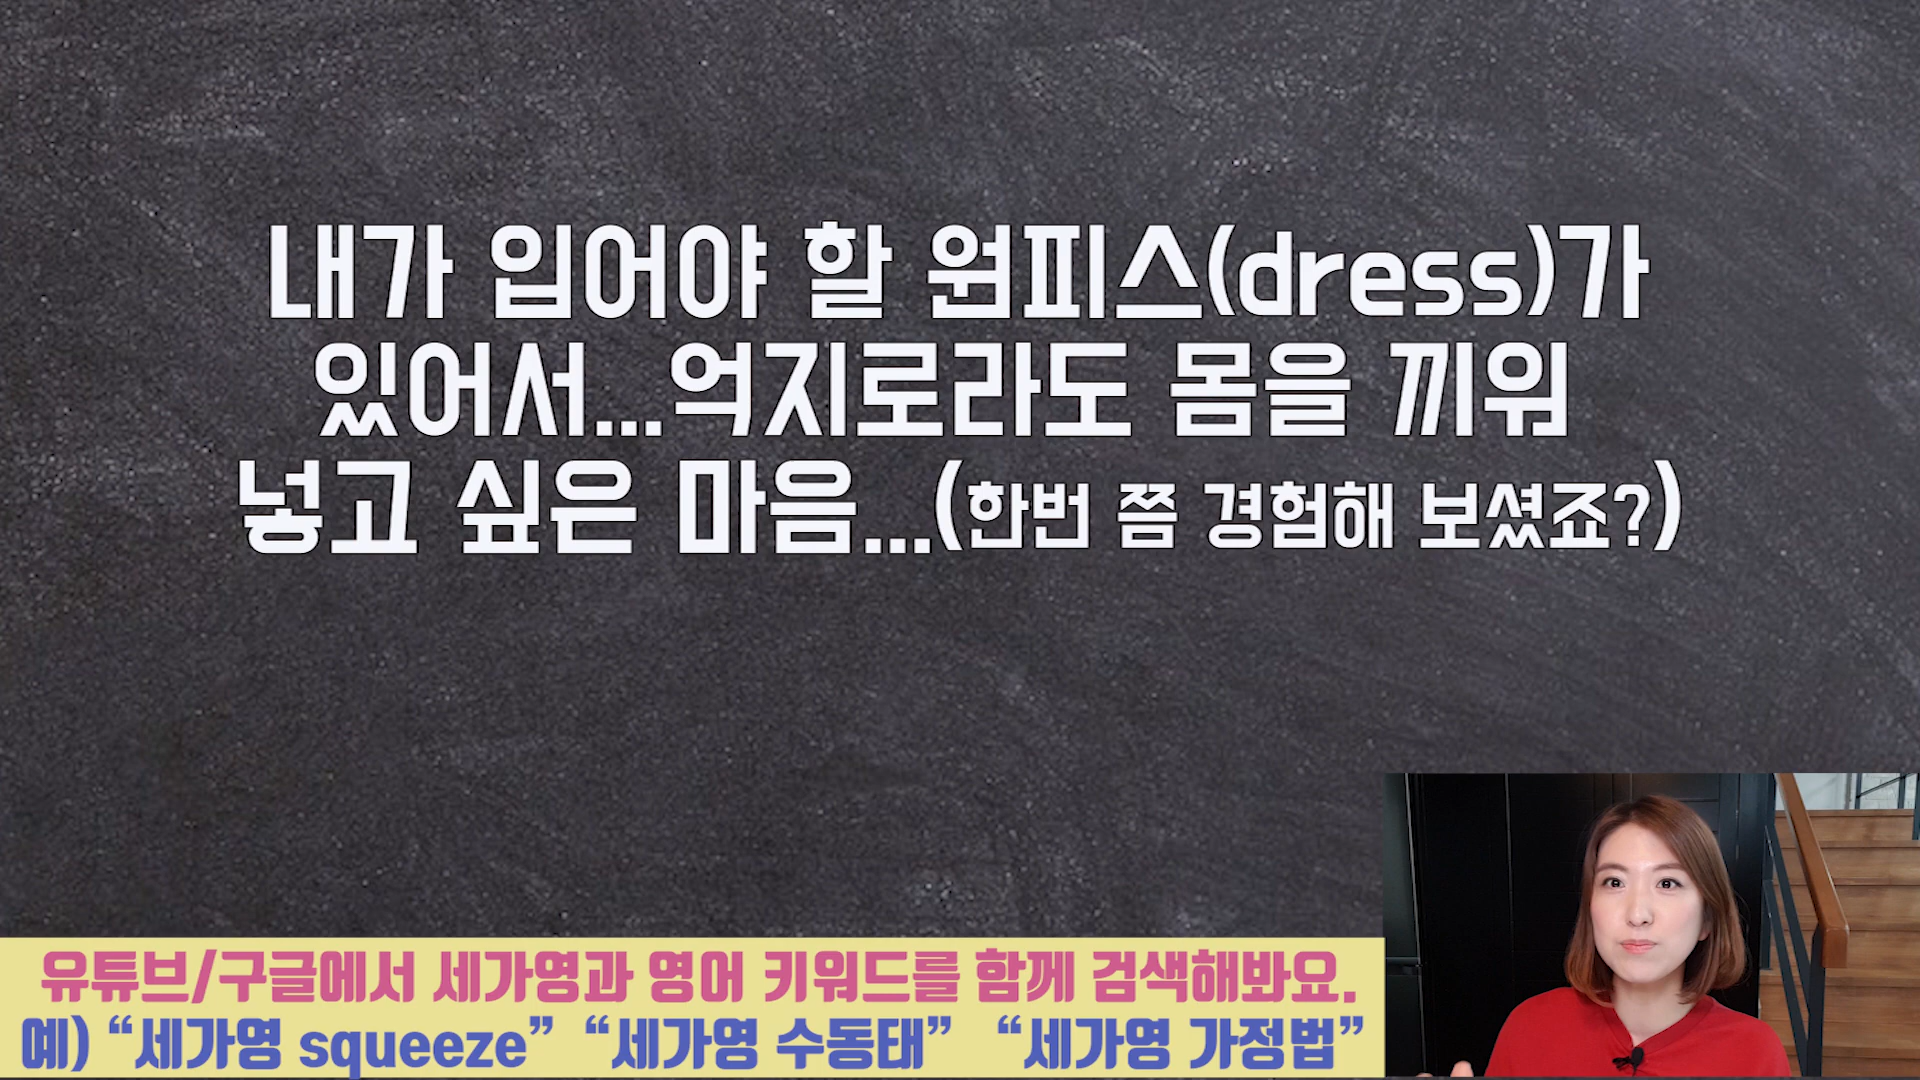 내가 입어야 할 원피스(dress)가
있어서...억지로라도 몸을 끼워
넣고 싶은 마음...(한번 쯤 경험해 보셨죠?)
유튜브/구글에서 세가영과 영어 키워드를 함께 검색해봐요.
예) “세가영 squeeze” “세가영 수동태” “세가영 가정법”